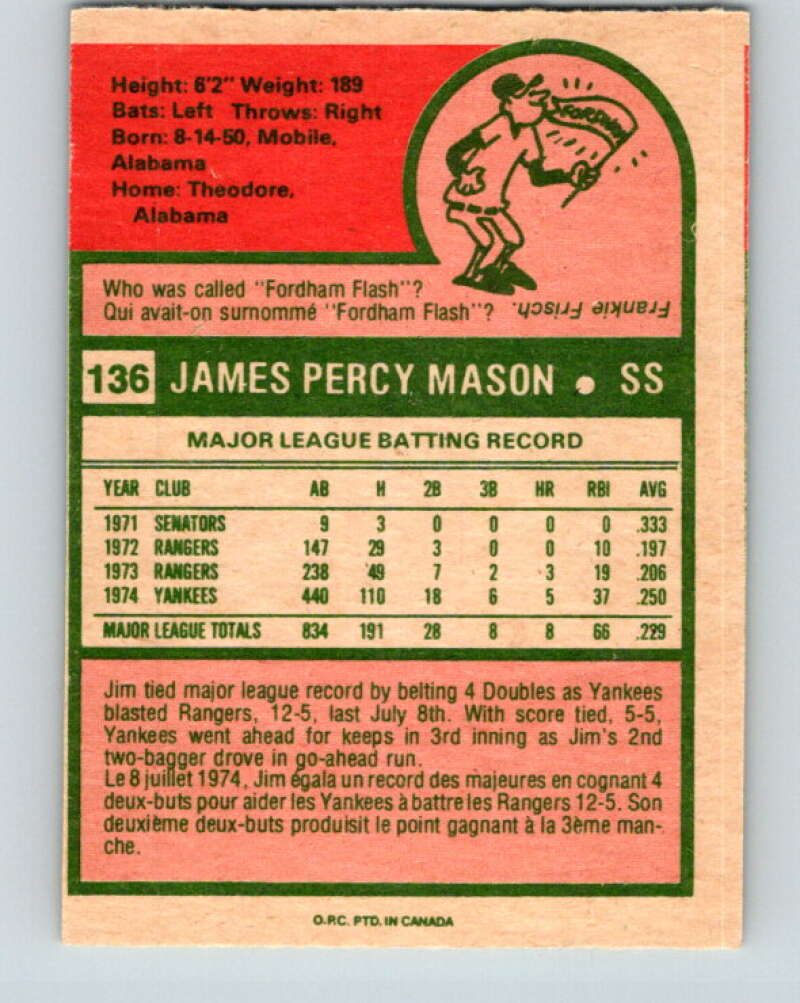 Height: 6'2" Weight: 189
Bats: Left Throws: Right
Born: 8-14-50, Mobile,
Alabama
Home: Theodore,
Alabama
FORDHAM
Who was called "Fordham Flash"?
Qui avait-on surnommé "Fordham Flash"?
Frankie Frisch.
136 JAMES PERCY MASON • SS
MAJOR LEAGUE BATTING RECORD
YEAR CLUB AB H 2B 3B HR RBI AVG
1971 SENATORS 9 3 0 0 0 0 .333
1972 RANGERS 147 29 3 0 0 10 .197
1973 RANGERS 238 49 7 2 3 19 .206
1974 YANKEES 440 110 18 6 5 37 .250
MAJOR LEAGUE TOTALS 834 191 28 8 8 66 .229
Jim tied major league record by belting 4 Doubles as Yankees
blasted Rangers, 12-5, last July 8th. With score tied, 5-5,
Yankees went ahead for keeps in 3rd inning as Jim's 2nd
two-bagger drove in go-ahead run.
Le 8 juillet 1974, Jim égala un record des majeures en cognant 4
deux-buts pour aider les Yankees à battre les Rangers 12-5. Son
deuxième deux-buts produisit le point gagnant à la 3ème man-
che.
O.P.C. PTD. IN CANADA